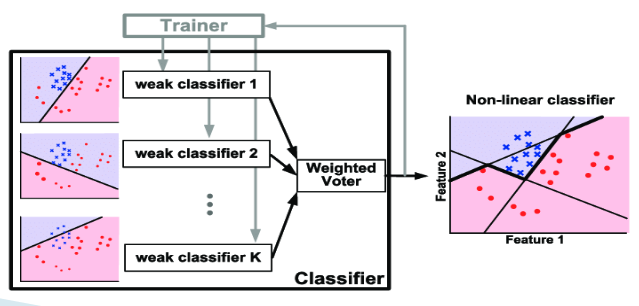 Trainer
weak classifier 1
weak classifier 2
weak classifier K
Weighted
Voter
Classifier
Non-linear classifier
Feature 2
Feature 1